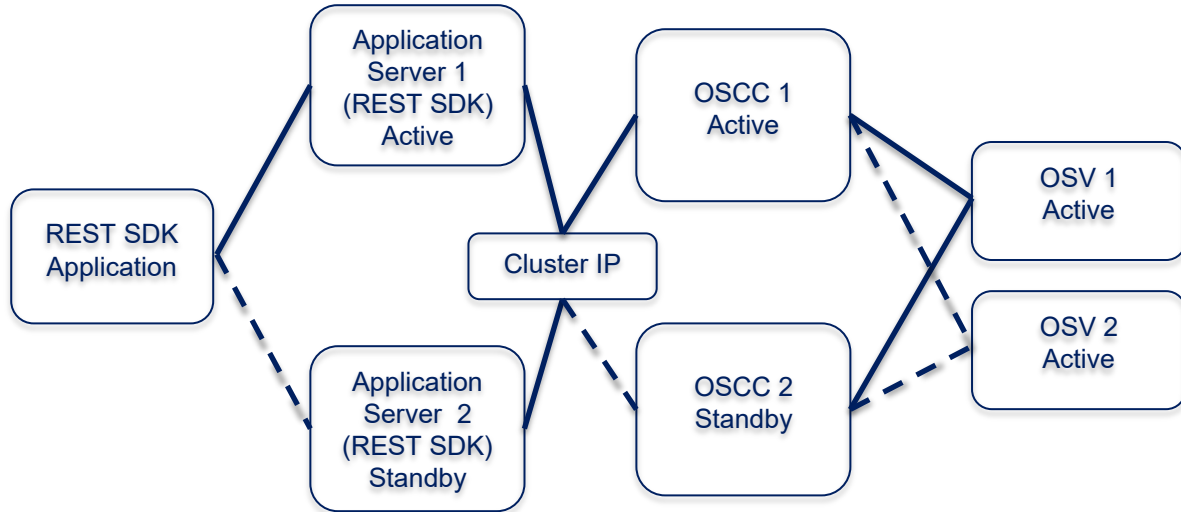 REST SDK
Application
Application
Server 1
(REST SDK)
Active
Application
Server 2
(REST SDK)
Standby
Cluster IP
OSCC 1
Active
OSCC 2
Standby
OSV 1
Active
OSV 2
Active